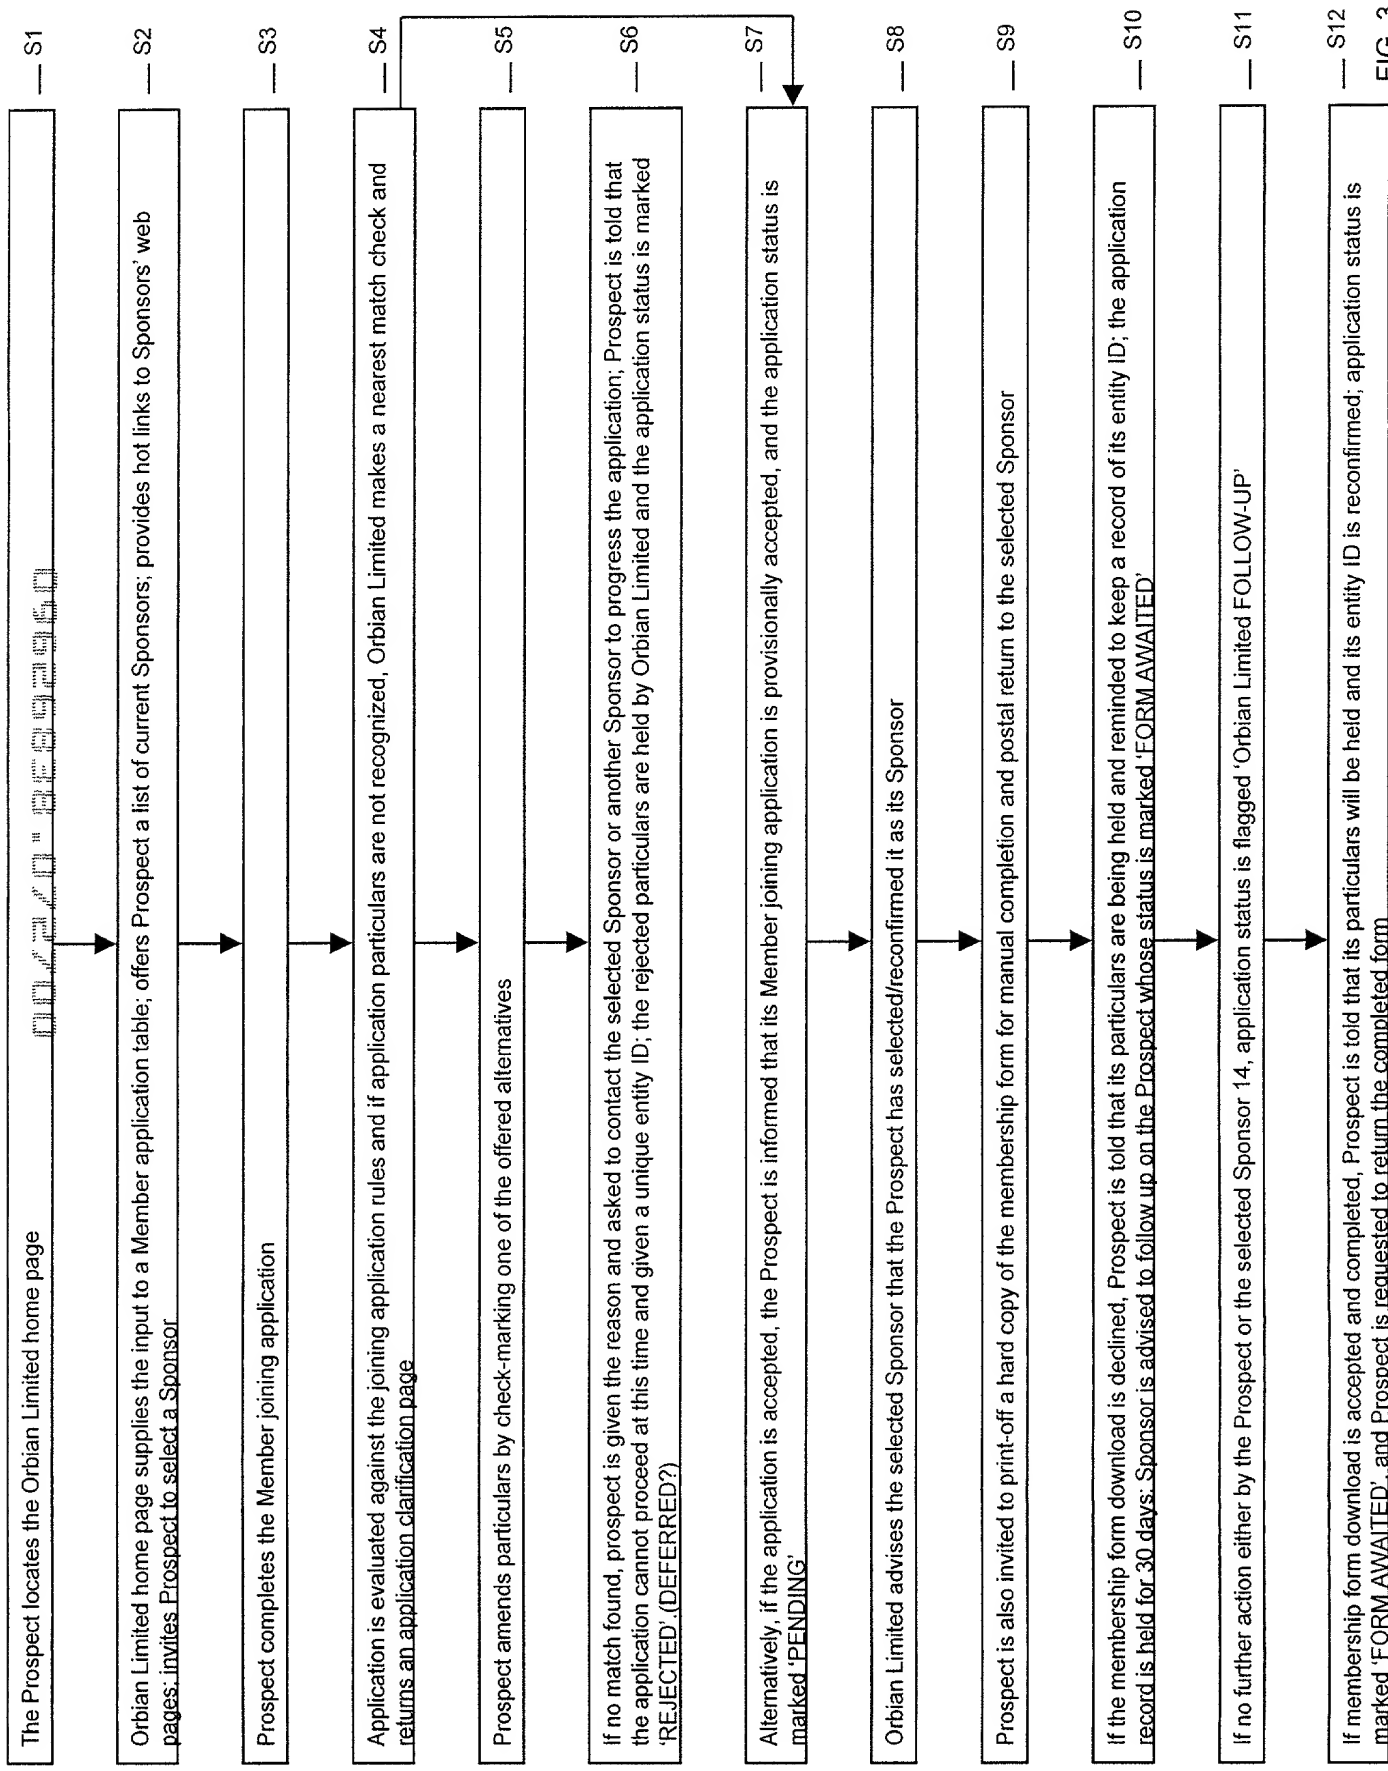 The Prospect locates the Orbian Limited home page
S1
Orbian Limited home page supplies the input to a Member application table; offers Prospect a list of current Sponsors; provides hot links to Sponsors' web
pages; invites Prospect to select a Sponsor
S2
Prospect completes the Member joining application
S3
Application is evaluated against the joining application rules and if application particulars are not recognized, Orbian Limited makes a nearest match check and
returns an application clarification page
S4
Prospect amends particulars by check-marking one of the offered alternatives
S5
If no match found, prospect is given the reason and asked to contact the selected Sponsor or another Sponsor to progress the application; Prospect is told that
the application cannot proceed at this time and given a unique entity ID; the rejected particulars are held by Orbian Limited and the application status is marked
'REJECTED'.(DEFERRED?)
S6
Alternatively, if the application is accepted, the Prospect is informed that its Member joining application is provisionally accepted, and the application status is
marked 'PENDING'
S7
Orbian Limited advises the selected Sponsor that the Prospect has selected/reconfirmed it as its Sponsor
S8
Prospect is also invited to print-off a hard copy of the membership form for manual completion and postal return to the selected Sponsor
S9
If the membership form download is declined, Prospect is told that its particulars are being held and reminded to keep a record of its entity ID; the application
record is held for 30 days; Sponsor is advised to follow up on the Prospect whose status is marked 'FORM AWAITED'
S10
If no further action either by the Prospect or the selected Sponsor 14, application status is flagged 'Orbian Limited FOLLOW-UP'
S11
If membership form download is accepted and completed, Prospect is told that its particulars will be held and its entity ID is reconfirmed; application status is
marked 'FORM AWAITED', and Prospect is requested to return the completed form
S12
FIG. 3